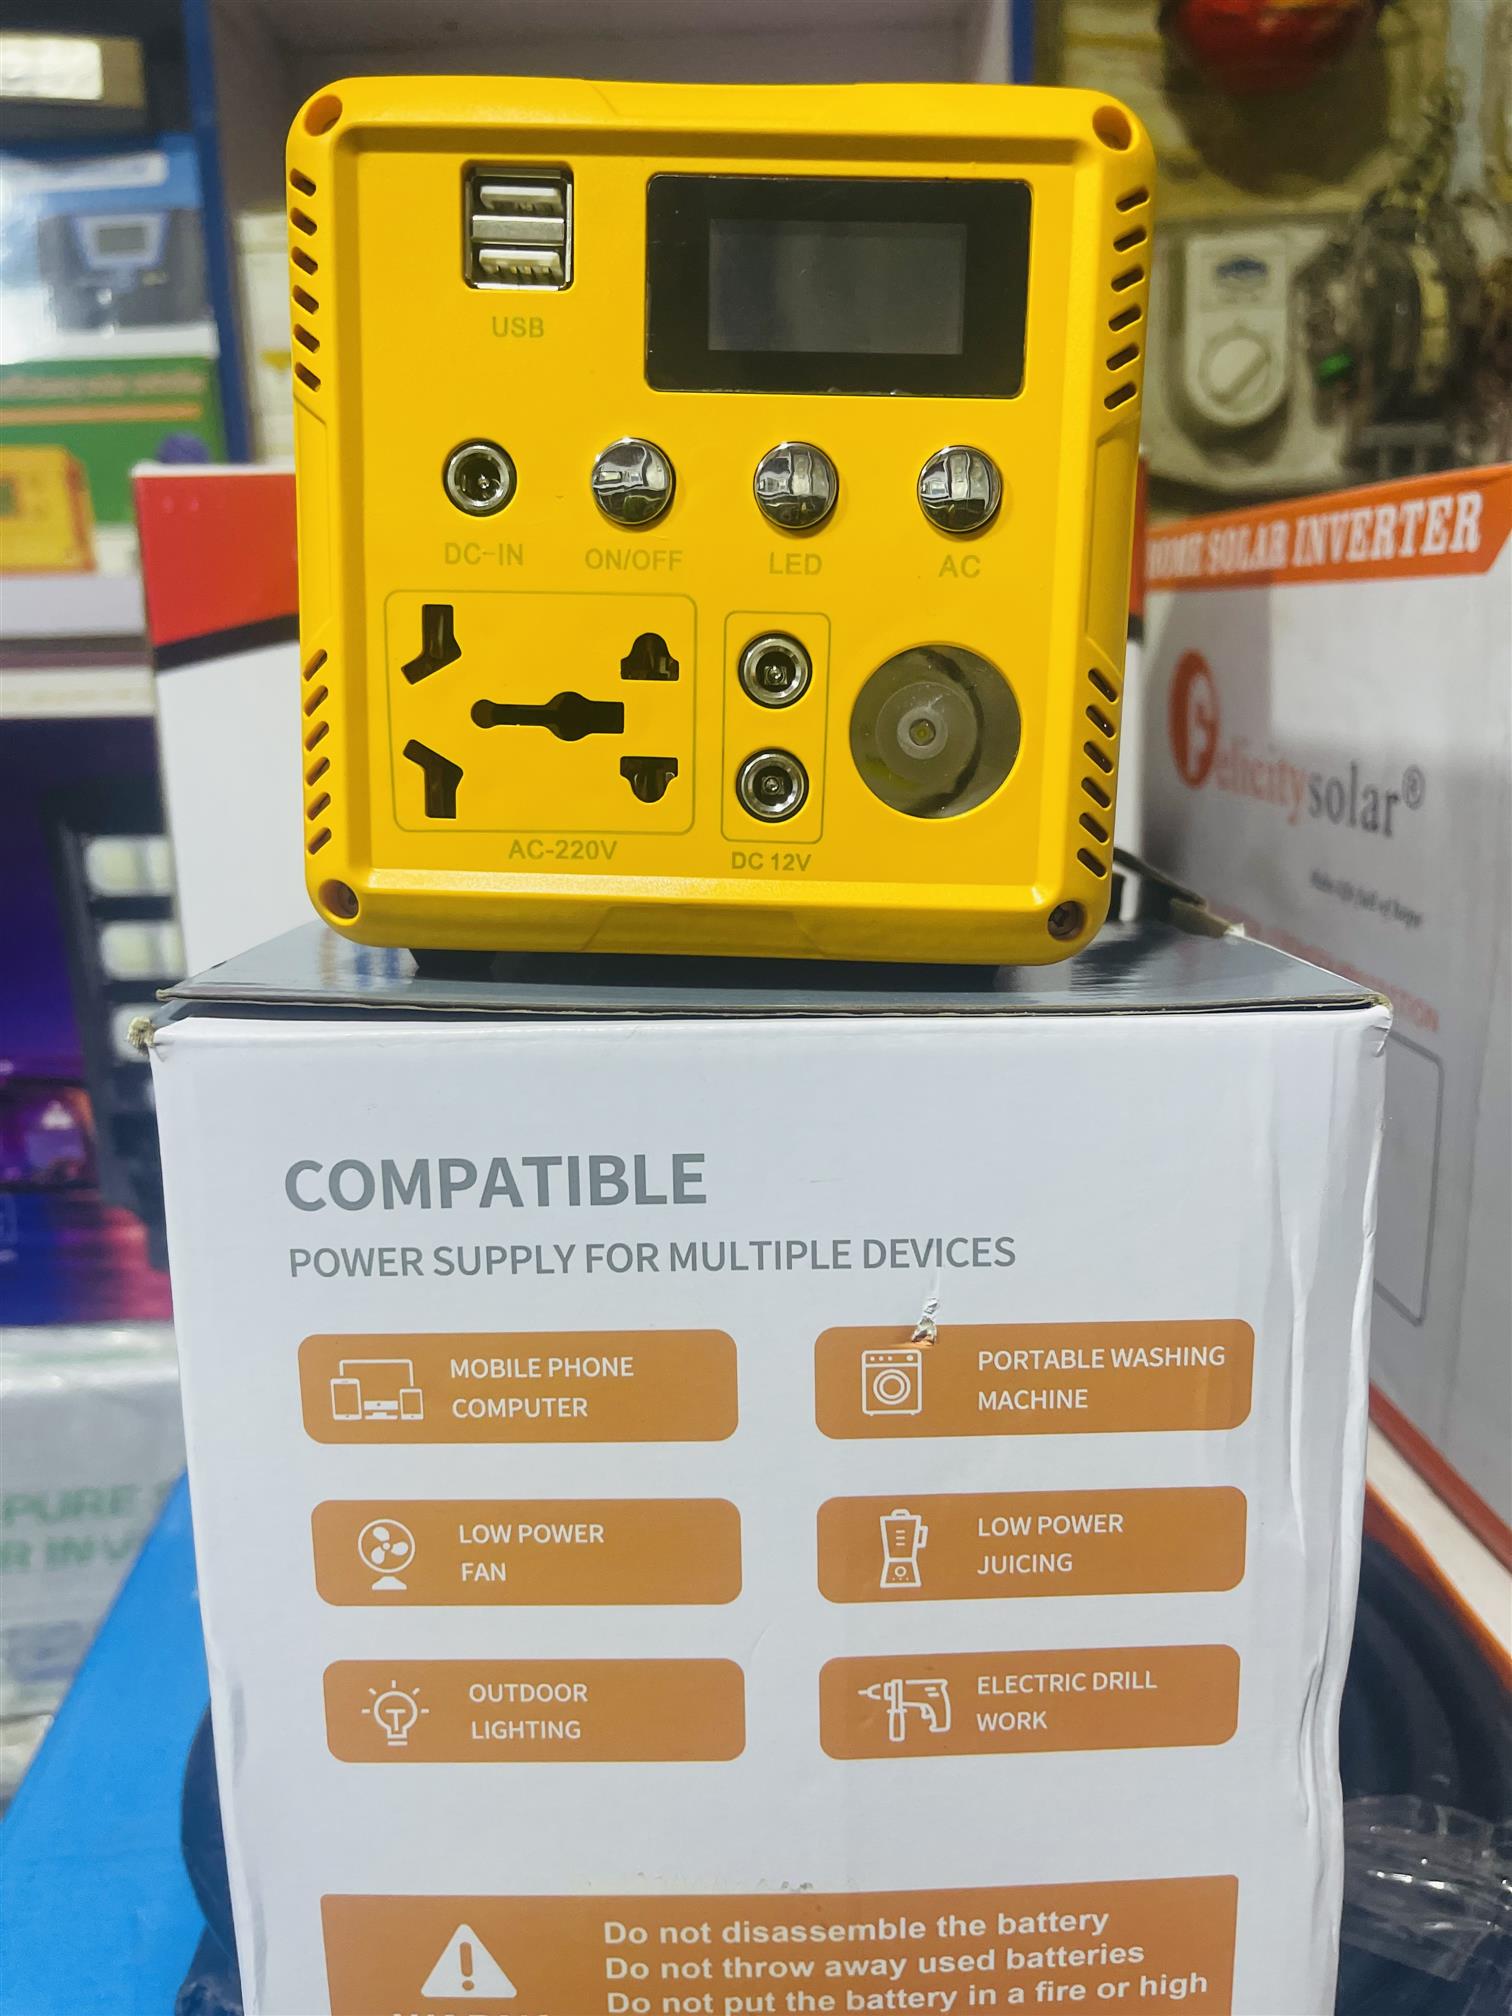 USB
DC-IN
ON/OFF
LED
AC
AC-220V
DC 12V
HOME SOLAR INVERTER
felicitysolar®
COMPATIBLE
POWER SUPPLY FOR MULTIPLE DEVICES
MOBILE PHONE
COMPUTER
PORTABLE WASHING
MACHINE
LOW POWER
FAN
LOW POWER
JUICING
OUTDOOR
LIGHTING
ELECTRIC DRILL
WORK
Do not disassemble the battery
Do not throw away used batteries
Do not put the battery in a fire or high
PURE